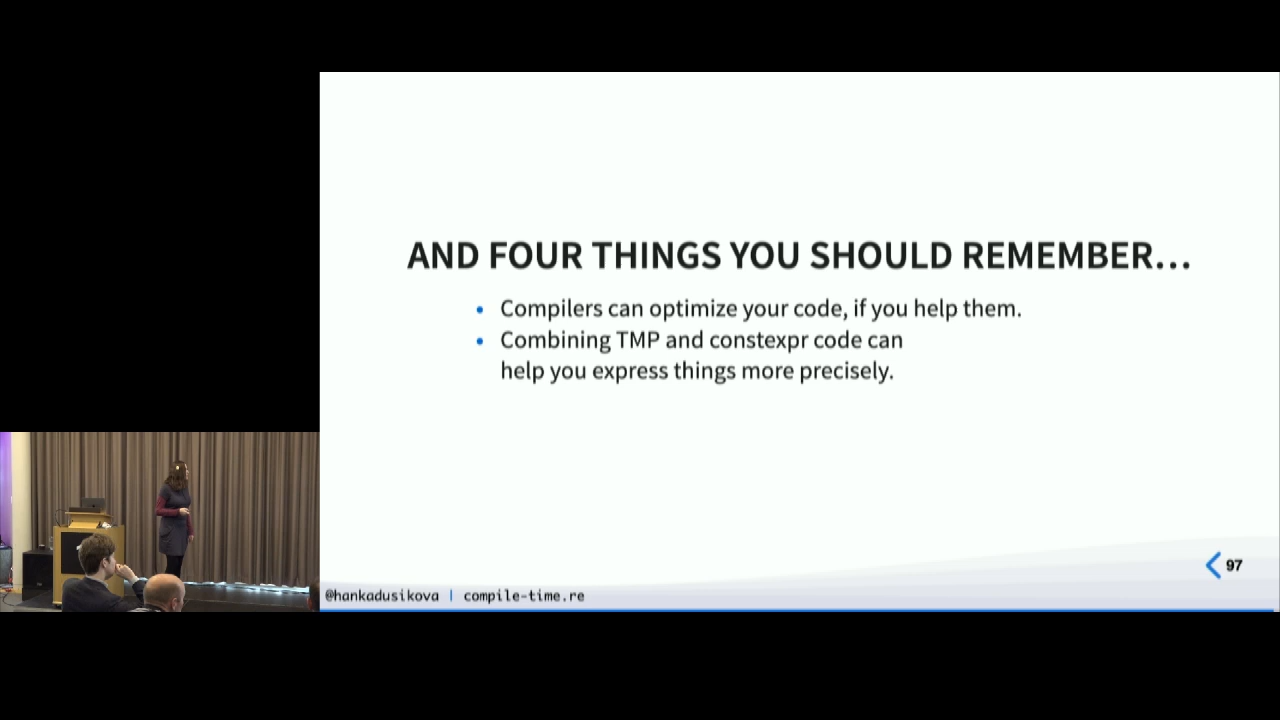 AND FOUR THINGS YOU SHOULD REMEMBER...
Compilers can optimize your code, if you help them.
Combining TMP and constexpr code can
help you express things more precisely.
97
@hankadusikova | compile-time.re